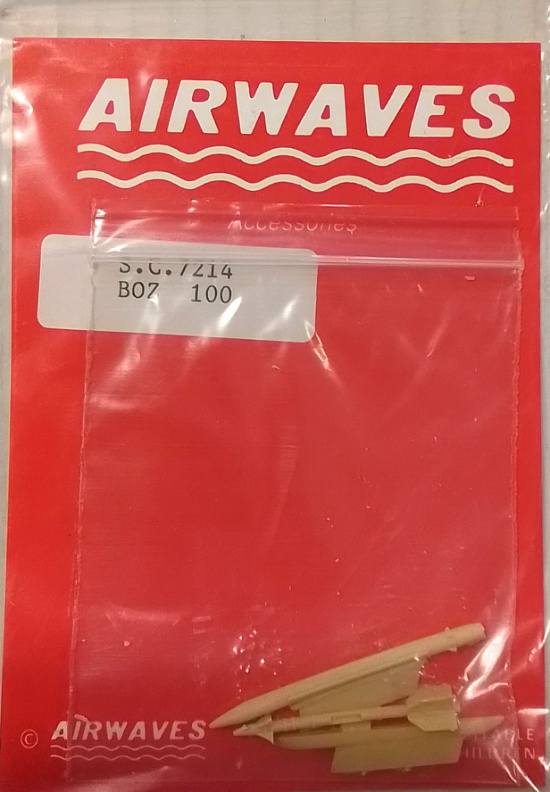 AIRWAVES
Accessories
S.C.7214
BOZ 100
© AIRWAVES